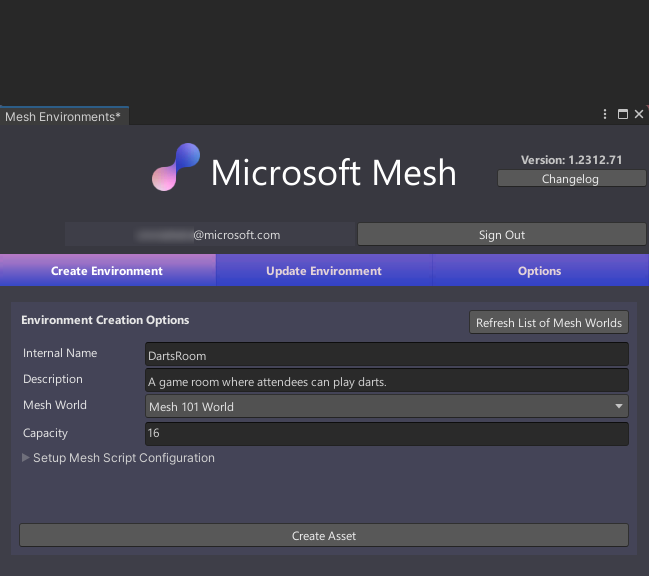 Mesh Environments*
Microsoft Mesh
Version: 1.2312.71
Changelog
@microsoft.com
Sign Out
Create Environment
Update Environment
Options
Environment Creation Options
Refresh List of Mesh Worlds
Internal Name
DartsRoom
Description
A game room where attendees can play darts.
Mesh World
Mesh 101 World
Capacity
16
Setup Mesh Script Configuration
Create Asset